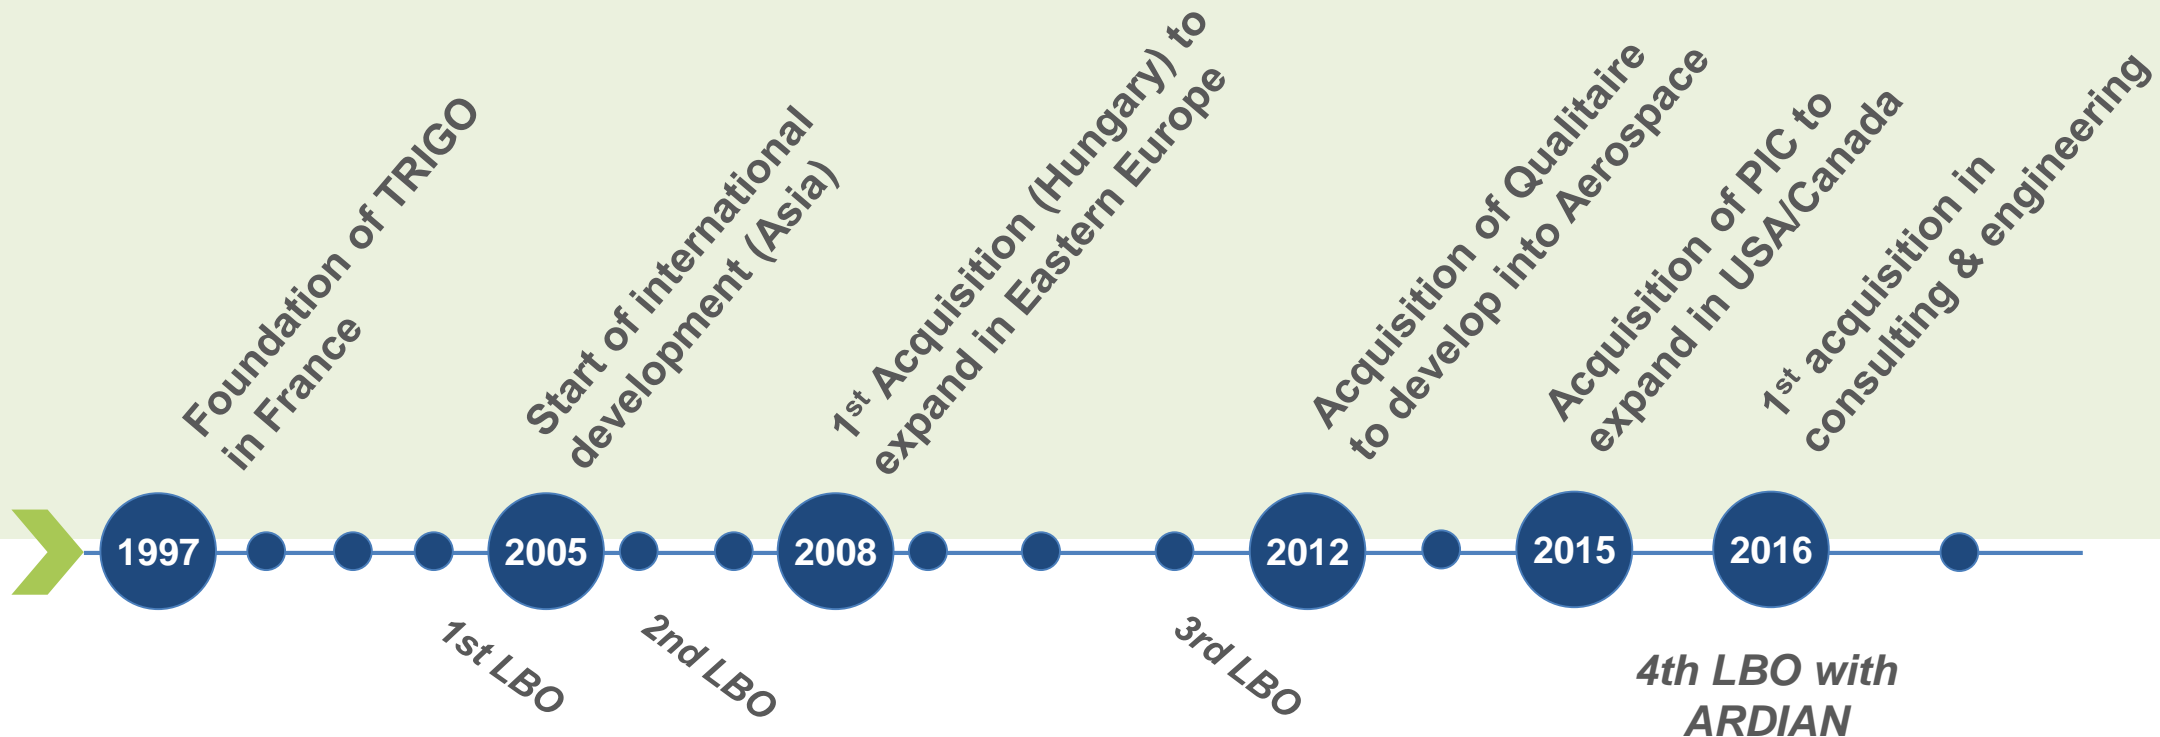 Foundation of TRIGO
in France
Start of international
development (Asia)
1st Acquisition (Hungary) to
expand in Eastern Europe
Acquisition of Qualitaire
to develop into Aerospace
Acquisition of PIC to
expand in USA/Canada
1st acquisition in
consulting & engineering
1997
2005
2008
2012
2015
2016
1st LBO
2nd LBO
3rd LBO
4th LBO with
ARDIAN